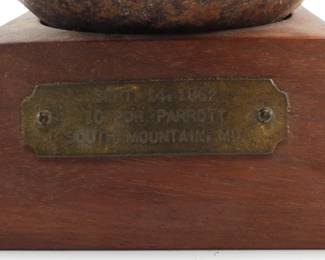 SEPT. 14, 1862
10 PDR. PARROTT
SOUTH MOUNTAIN, MD.